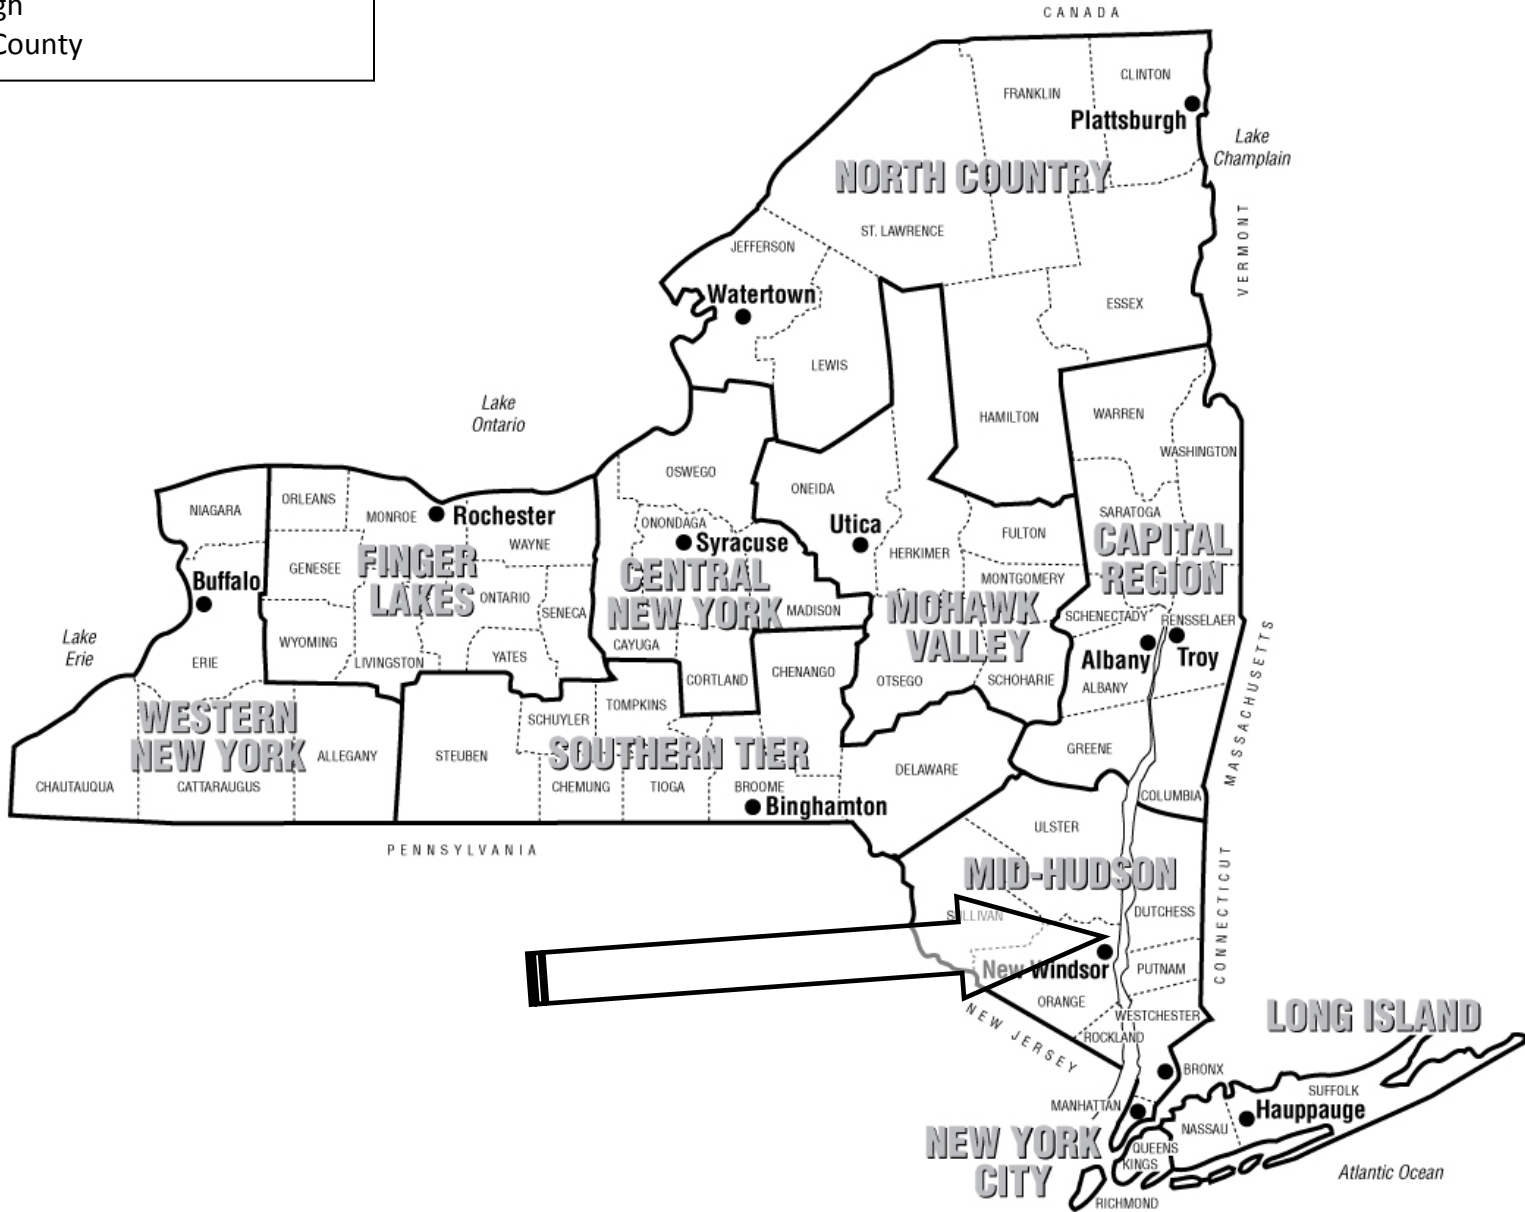 gh
County
CANADA
CLINTON
FRANKLIN
Plattsburgh
Lake
Champlain
NORTH COUNTRY
VERMONT
ST. LAWRENCE
JEFFERSON
Watertown
ESSEX
LEWIS
Lake
Ontario
HAMILTON
WARREN
WASHINGTON
OSWEGO
ONEIDA
NIAGARA
ORLEANS
MONROE
Rochester
ONONDAGA
Syracuse
Utica
SARATOGA
FULTON
HERKIMER
WAYNE
GENESEE
FINGER
LAKES
CENTRAL
NEW YORK
CAPITAL
REGION
Buffalo
ONTARIO
SENECA
MADISON
MONTGOMERY
MOHAWK
VALLEY
SCHENECTADY
RENSSELAER
Lake
Erie
ERIE
WYOMING
LIVINGSTON
YATES
CAYUGA
CORTLAND
CHENANGO
OTSEGO
SCHOHARIE
Albany
Troy
ALBANY
MASSACHUSETTS
WESTERN
NEW YORK
TOMPKINS
SCHUYLER
SOUTHERN TIER
ALLEGANY
STEUBEN
GREENE
DELAWARE
CHAUTAUQUA
CATTARAUGUS
CHEMUNG
TIOGA
BROOME
Binghamton
COLUMBIA
ULSTER
PENNSYLVANIA
MID-HUDSON
CONNECTICUT
SULLIVAN
DUTCHESS
New Windsor
PUTNAM
ORANGE
NEW JERSEY
WESTCHESTER
ROCKLAND
LONG ISLAND
BRONX
SUFFOLK
MANHATTAN
Hauppauge
NASSAU
NEW YORK
CITY
QUEENS
KINGS
RICHMOND
Atlantic Ocean